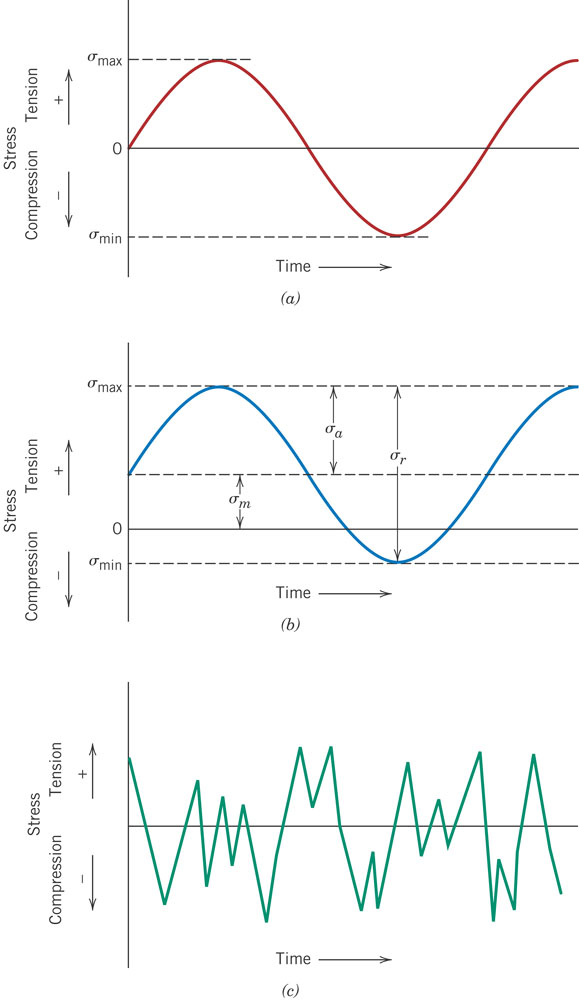 σmax
Stress
Tension
+
0
Compression
–
σmin
Time
(a)
σmax
σa
σr
Stress
Tension
+
σm
0
Compression
–
σmin
Time
(b)
Stress
Tension
+
Compression
–
Time
(c)